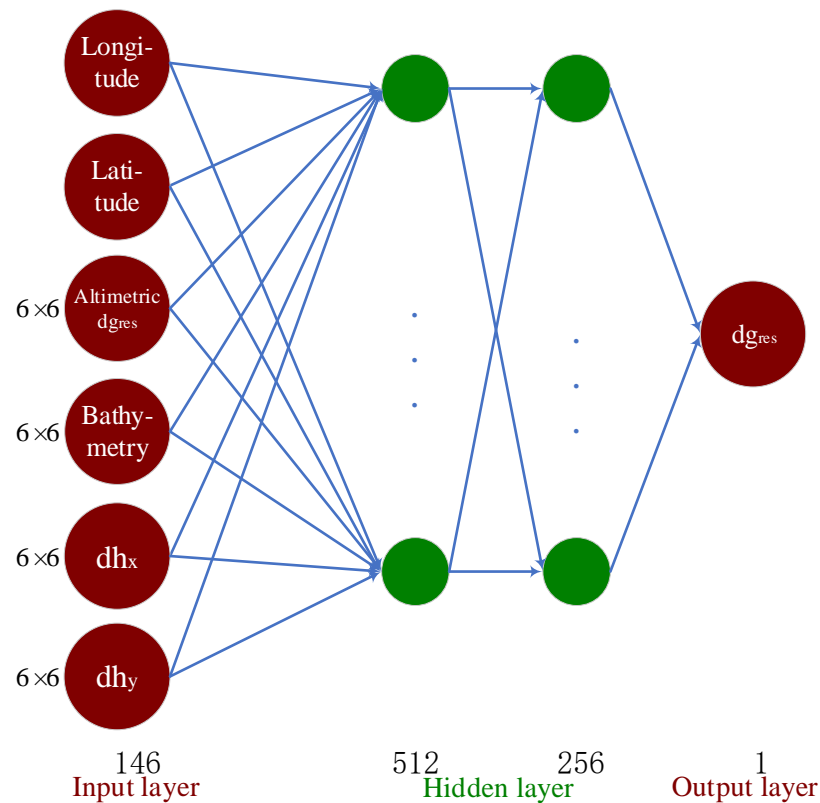 Longi-
tude
Lati-
tude
6×6
Altimetric
dgres
6×6
Bathy-
metry
6×6
dhx
6×6
dhy
dgres
146 512 256 1
Input layer Hidden layer Output layer